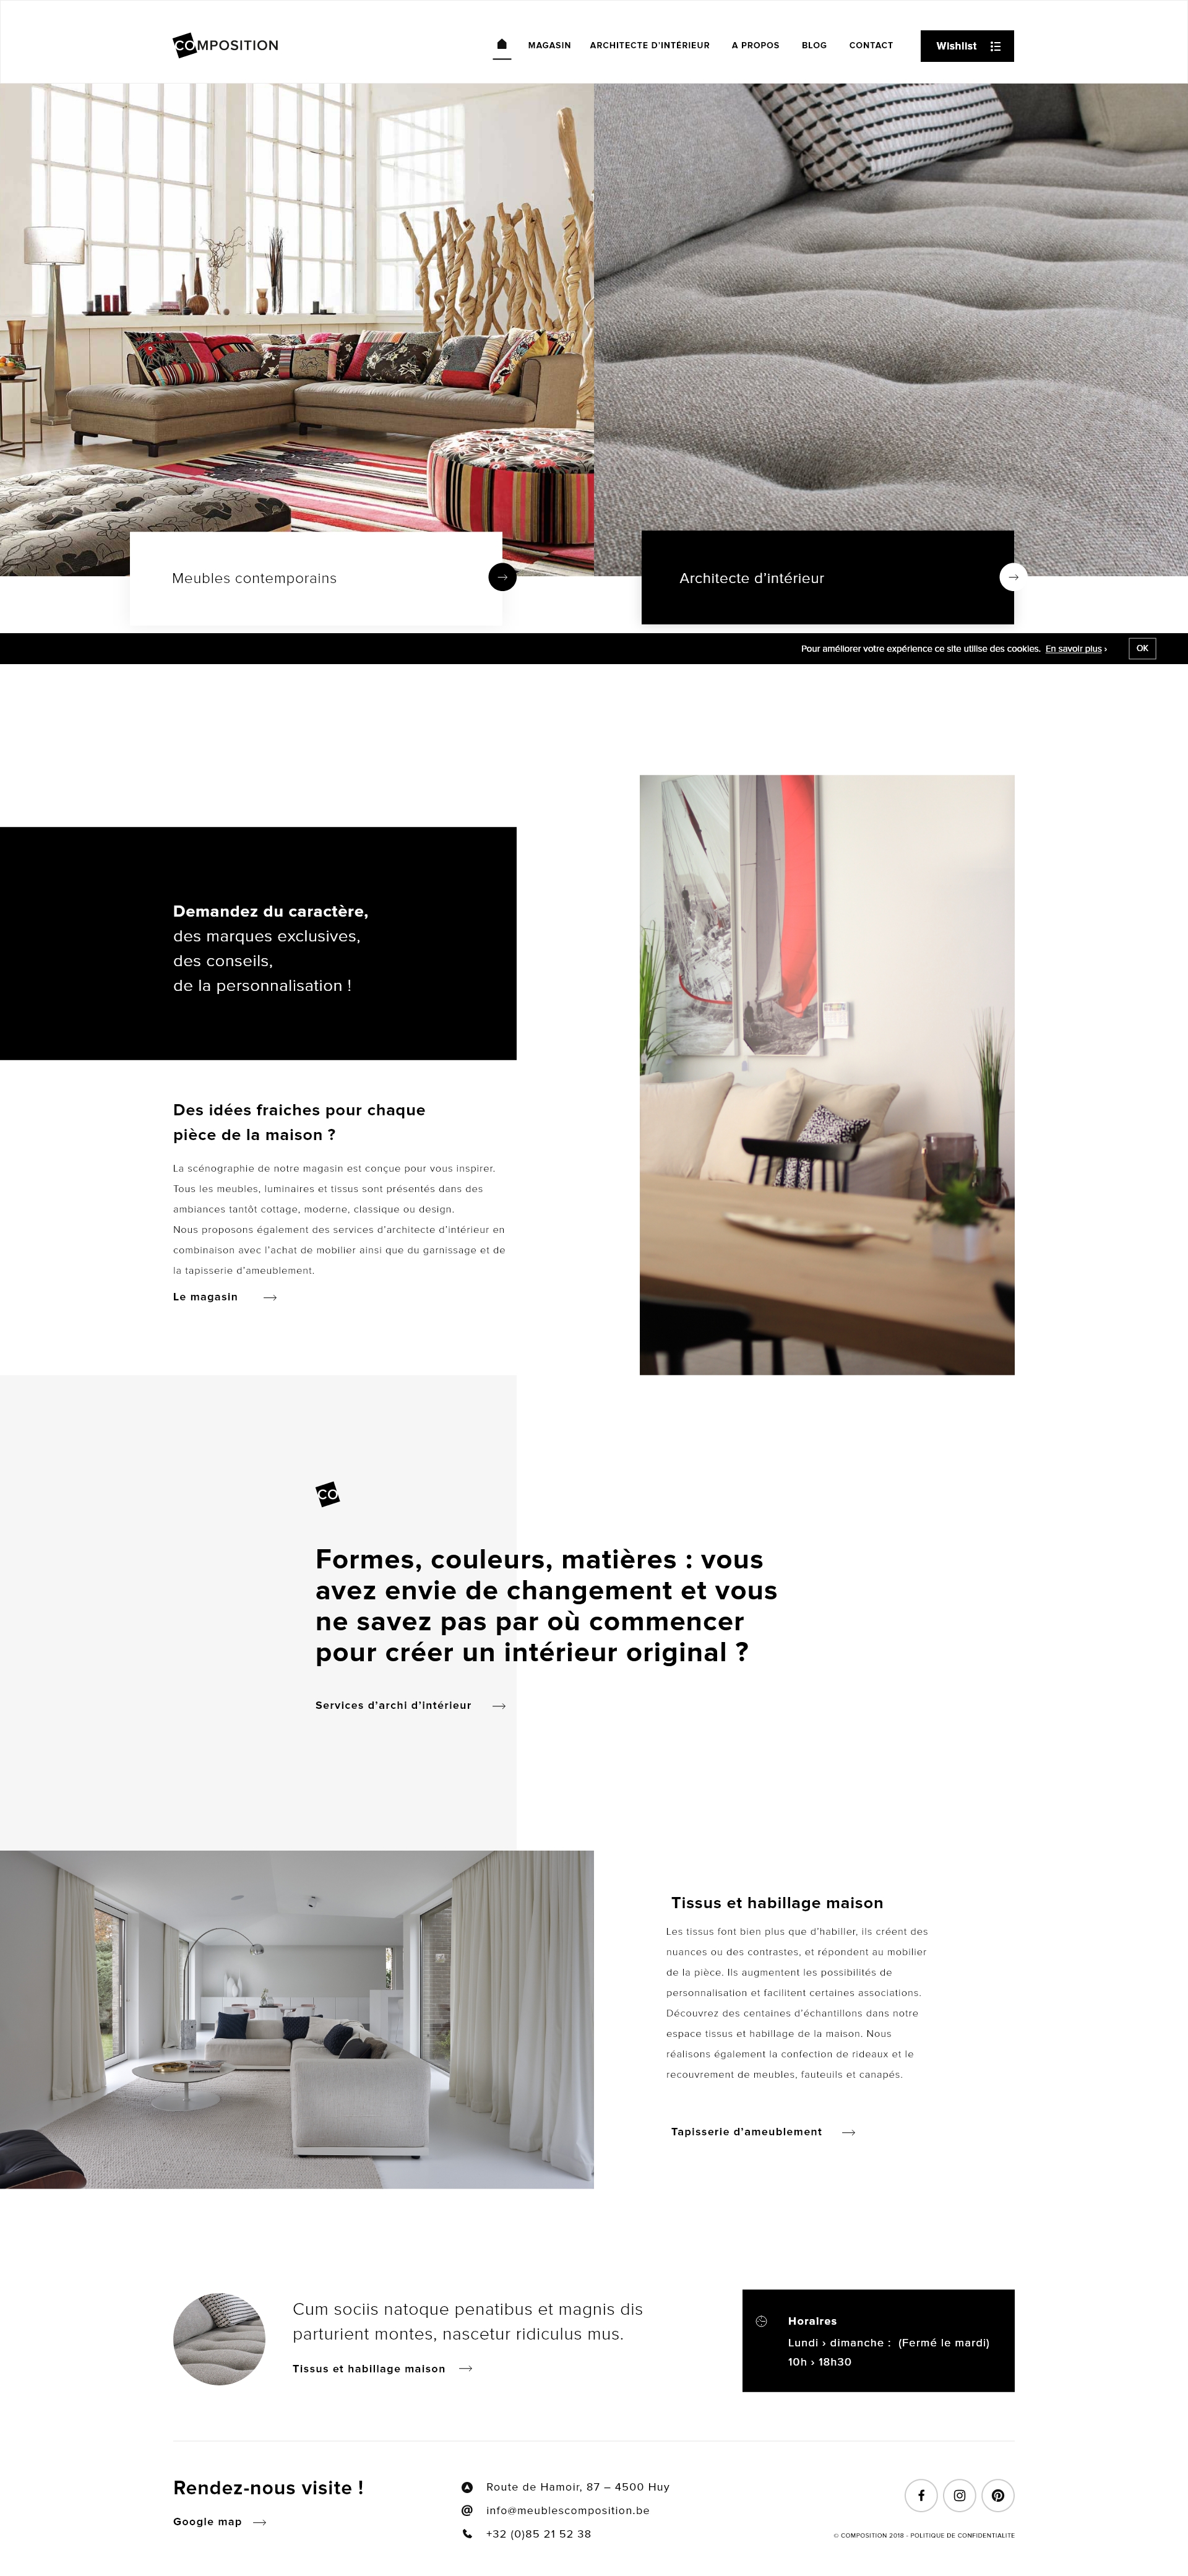 COMPOSITION
MAGASIN
ARCHITECTE D'INTÉRIEUR
A PROPOS
BLOG
CONTACT
Wishlist
Meubles contemporains
Architecte d'intérieur
Pour améliorer votre expérience ce site utilise des cookies. En savoir plus ›
OK
Demandez du caractère,
des marques exclusives,
des conseils,
de la personnalisation !
Des idées fraiches pour chaque
pièce de la maison ?
La scénographie de notre magasin est conçue pour vous inspirer.
Tous les meubles, luminaires et tissus sont présentés dans des
ambiances tantôt cottage, moderne, classique ou design.
Nous proposons également des services d'architecte d'intérieur en
combinaison avec l'achat de mobilier ainsi que du garnissage et de
la tapisserie d'ameublement.
Le magasin
CO
Formes, couleurs, matières : vous
avez envie de changement et vous
ne savez pas par où commencer
pour créer un intérieur original ?
Services d'archi d'intérieur
Tissus et habillage maison
Les tissus font bien plus que d'habiller, ils créent des
nuances ou des contrastes, et répondent au mobilier
de la pièce. Ils augmentent les possibilités de
personnalisation et facilitent certaines associations.
Découvrez des centaines d'échantillons dans notre
espace tissus et habillage de la maison. Nous
réalisons également la confection de rideaux et le
recouvrement de meubles, fauteuils et canapés.
Tapisserie d'ameublement
Cum sociis natoque penatibus et magnis dis
parturient montes, nascetur ridiculus mus.
Tissus et habillage maison
Horaires
Lundi › dimanche : (Fermé le mardi)
10h › 18h30
Rendez-nous visite !
Google map
Route de Hamoir, 87 – 4500 Huy
info@meublescomposition.be
+32 (0)85 21 52 38
© COMPOSITION 2018 - POLITIQUE DE CONFIDENTIALITE